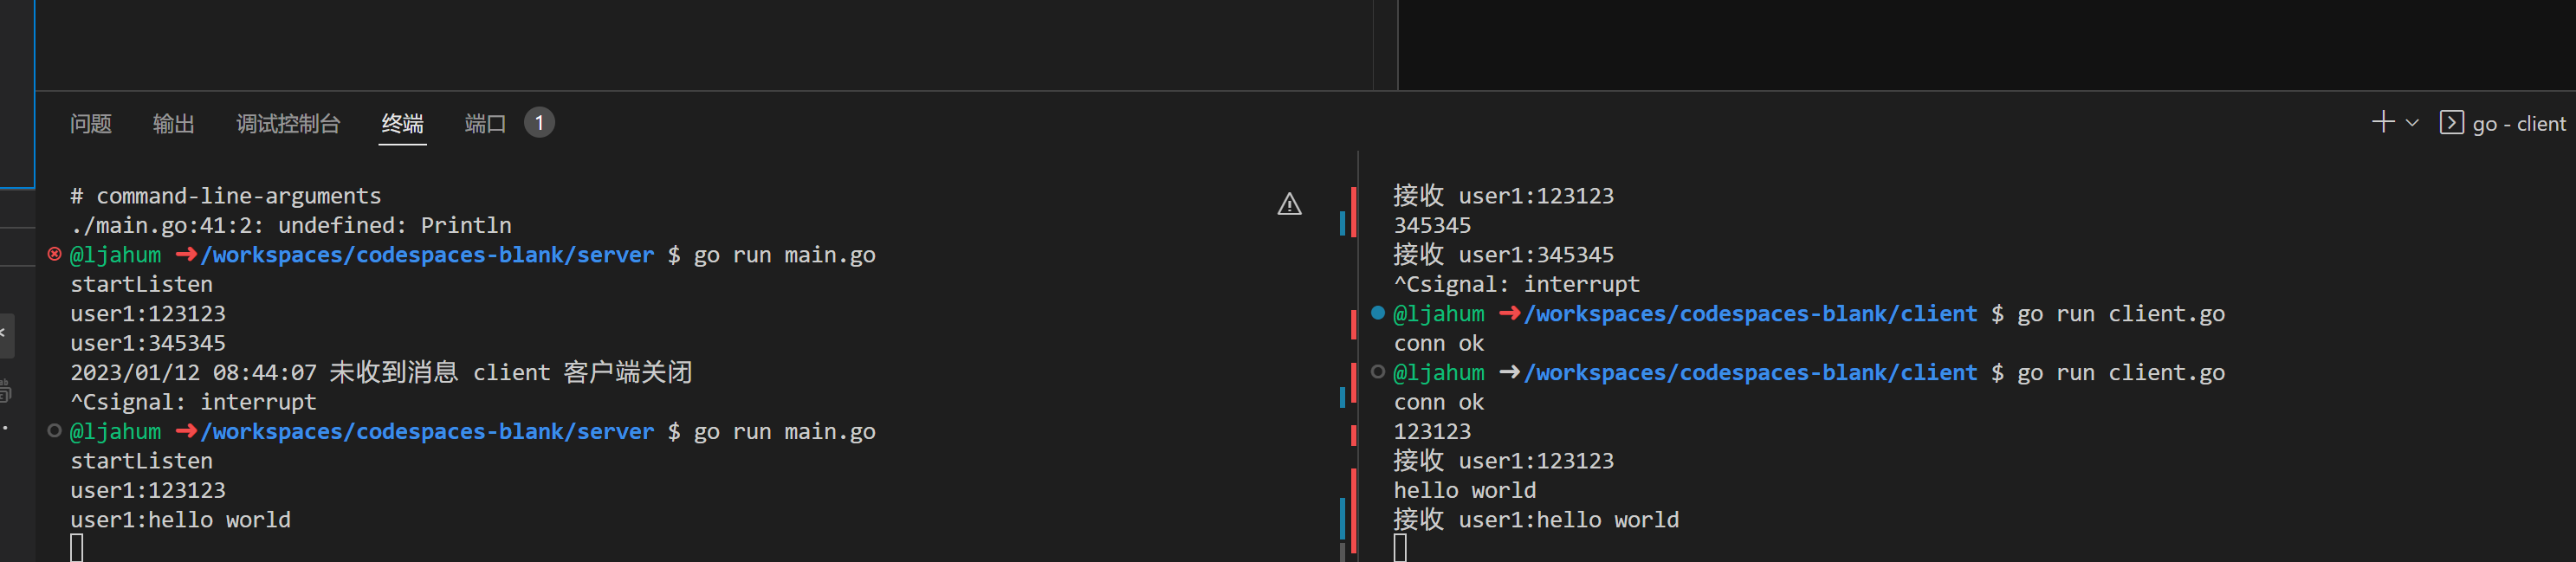 问题 输出 调试控制台 终端 端口 1
go - client
# command-line-arguments
./main.go:41:2: undefined: Println
@ljahum ➜/workspaces/codespaces-blank/server $ go run main.go
startListen
user1:123123
user1:345345
2023/01/12 08:44:07 未收到消息 client 客户端关闭
^Csignal: interrupt
@ljahum ➜/workspaces/codespaces-blank/server $ go run main.go
startListen
user1:123123
user1:hello world
接收 user1:123123
345345
接收 user1:345345
^Csignal: interrupt
@ljahum ➜/workspaces/codespaces-blank/client $ go run client.go
conn ok
@ljahum ➜/workspaces/codespaces-blank/client $ go run client.go
conn ok
123123
接收 user1:123123
hello world
接收 user1:hello world